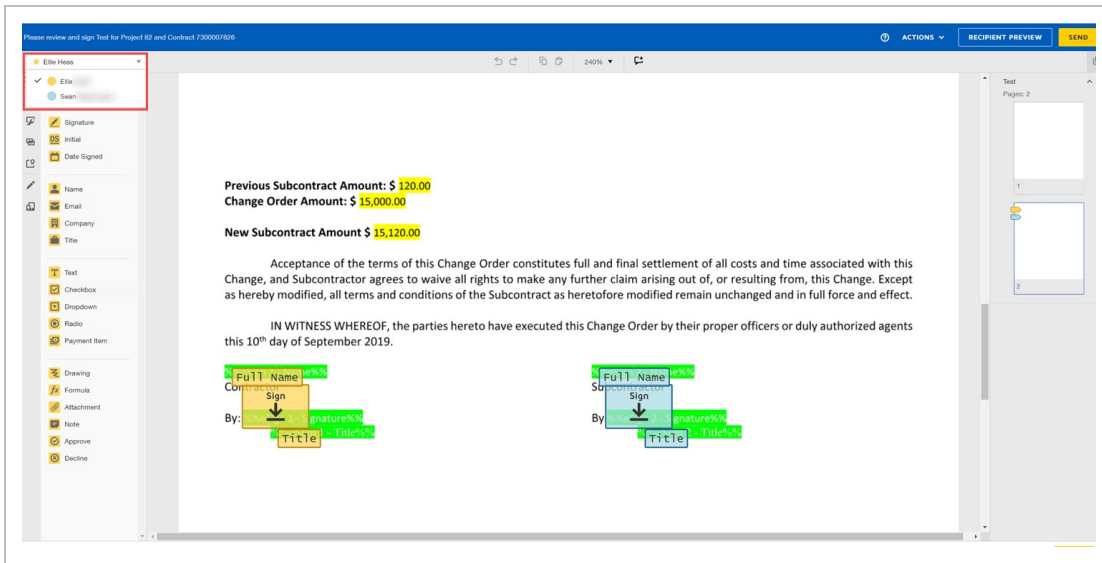 Please review and sign Test for Project 82 and Contract 7300007826
ACTIONS
RECIPIENT PREVIEW
SEND
Ellie Hess
240%
Ellie
Sean
Signature
DS Initial
Date Signed
Name
Email
Company
Title
T Text
Checkbox
Dropdown
Radio
Payment Item
Drawing
fx Formula
Attachment
Note
Approve
Decline
Previous Subcontract Amount: $ 120.00
Change Order Amount: $ 15,000.00
New Subcontract Amount $ 15,120.00
Acceptance of the terms of this Change Order constitutes full and final settlement of all costs and time associated with this
Change, and Subcontractor agrees to waive all rights to make any further claim arising out of, or resulting from, this Change. Except
as hereby modified, all terms and conditions of the Subcontract as heretofore modified remain unchanged and in full force and effect.
IN WITNESS WHEREOF, the parties hereto have executed this Change Order by their proper officers or duly authorized agents
this 10th day of September 2019.
Full Name
Sign
By:
Title
Full Name
Sign
By
Title
Test
Pages: 2
1
2